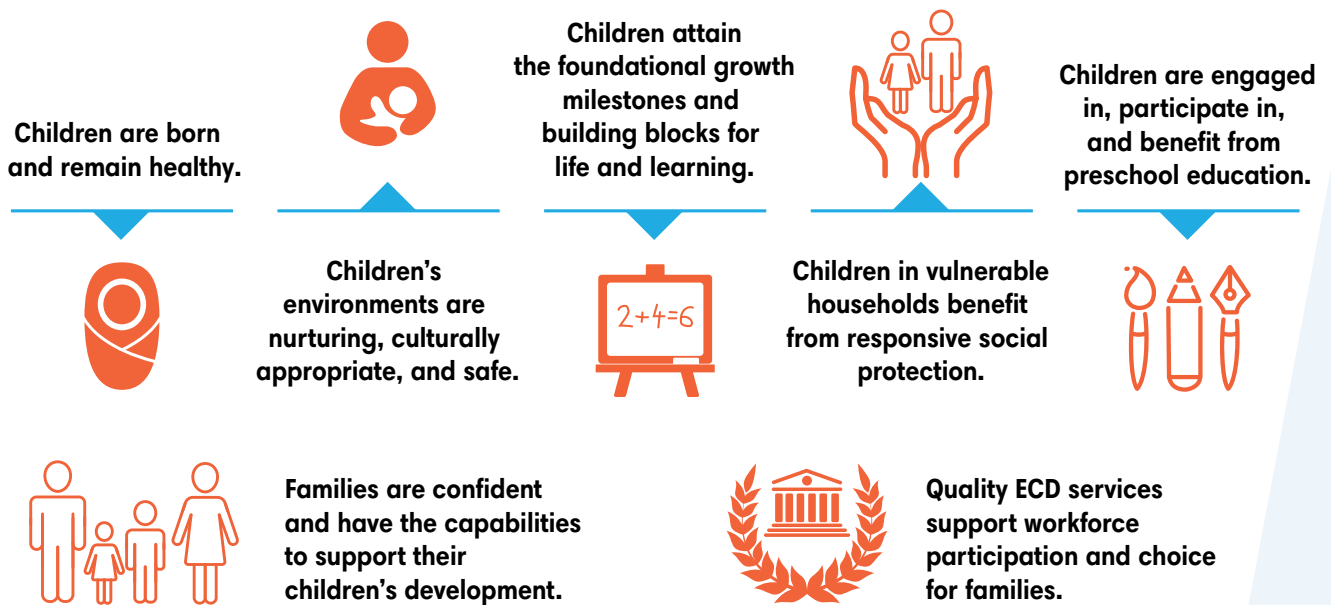 Children are born
and remain healthy.
Children's
environments are
nurturing, culturally
appropriate, and safe.
Children attain
the foundational growth
milestones and
building blocks for
life and learning.
2+4=6
Children in vulnerable
households benefit
from responsive social
protection.
Children are engaged
in, participate in,
and benefit from
preschool education.
Families are confident
and have the capabilities
to support their
children's development.
Quality ECD services
support workforce
participation and choice
for families.